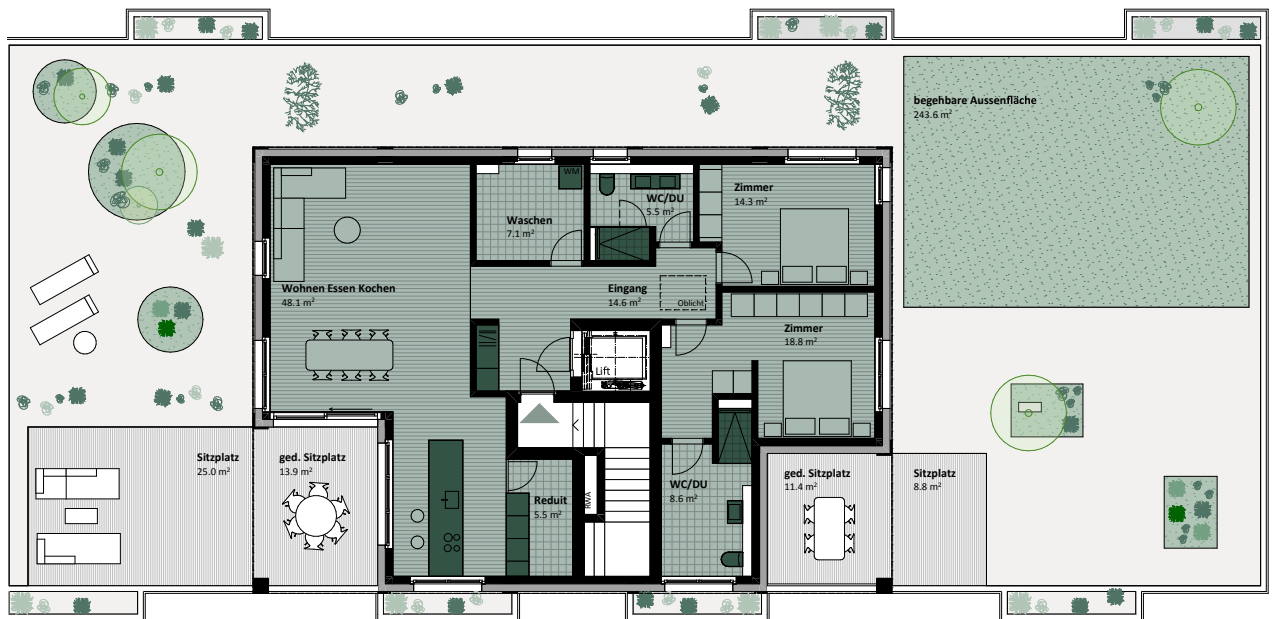 begehbare Aussenfläche
243.6 m²
WM
Waschen
7.1 m²
WC/DU
5.5 m²
Zimmer
14.3 m²
Wohnen Essen Kochen
48.1 m²
Eingang
14.6 m²
Oblicht
Zimmer
18.8 m²
Lift
Sitzplatz
25.0 m²
ged. Sitzplatz
13.9 m²
Reduit
5.5 m²
RWA
WC/DU
8.6 m²
ged. Sitzplatz
11.4 m²
Sitzplatz
8.8 m²